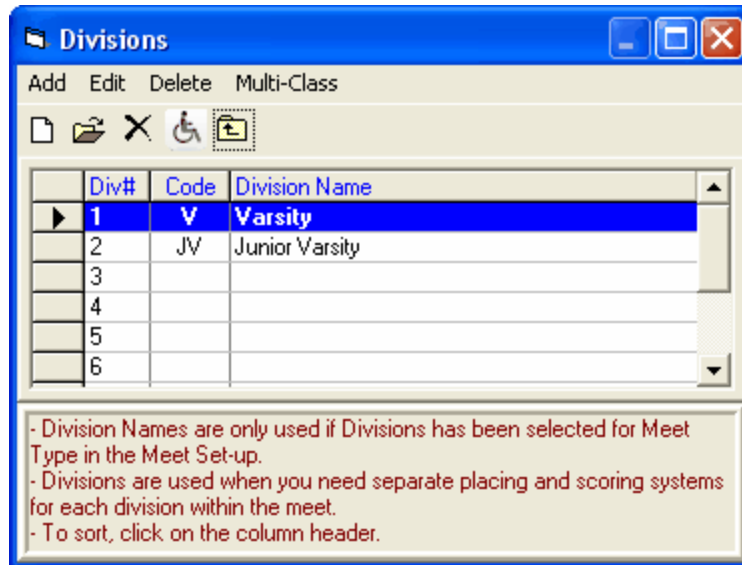 Divisions
Add Edit Delete Multi-Class
Div# Code Division Name
1 V Varsity
2 JV Junior Varsity
3
4
5
6
- Division Names are only used if Divisions has been selected for Meet
Type in the Meet Set-up.
- Divisions are used when you need separate placing and scoring systems
for each division within the meet.
- To sort, click on the column header.